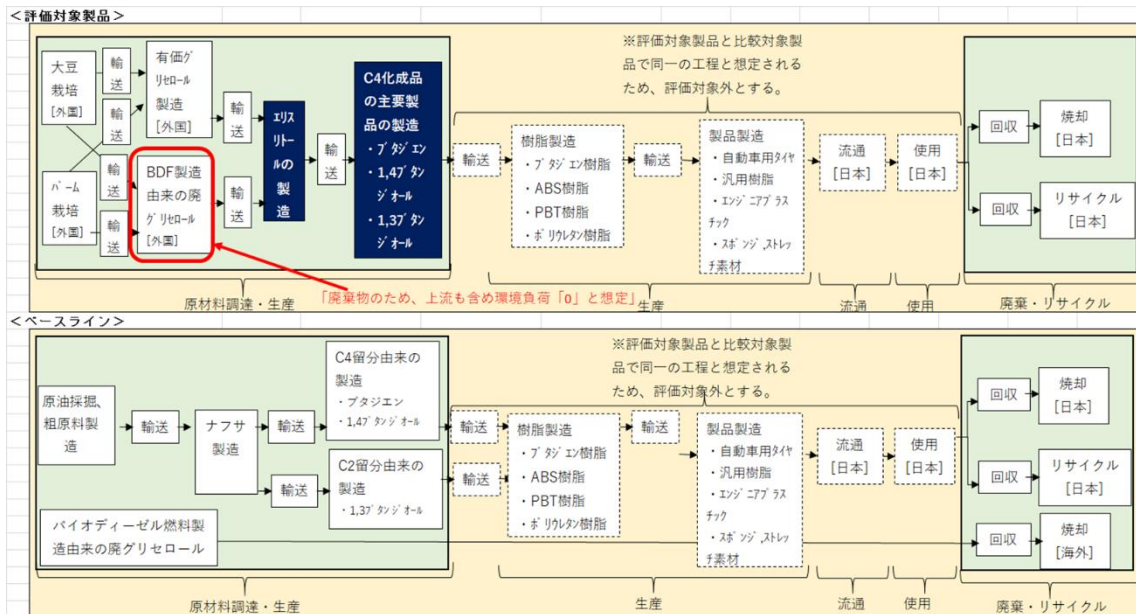 ＜評価対象製品＞
大豆
栽培
[外国]
パーム
栽培
[外国]
輸
送
輸
送
輸
送
輸
送
有価グ
リセロール
製造
[外国]
BDF製造
由来の廃
グリセロール
[外国]
輸
送
輸
送
エリス
リトー
ルの
製
造
輸
送
C4化成品
の主要製
品の製造
・ブタジエン
・1,4ブタン
ジオール
・1,3ブタン
ジオール
※評価対象製品と比較対象製
品で同一の工程と想定される
ため、評価対象外とする。
輸送
樹脂製造
・ブタジエン樹脂
・ABS樹脂
・PBT樹脂
・ポリウレタン樹脂
輸送
製品製造
・自動車用タイヤ
・汎用樹脂
・エンジニアプラス
チック
・スポンジ,ストレッ
チ素材
流通
[日本]
使用
[日本]
回収
焼却
[日本]
回収
リサイクル
[日本]
原材料調達・生産
「廃棄物のため、上流も含め環境負荷「0」と想定」
生産
流通
使用
廃棄・リサイクル
＜ベースライン＞
原油採掘、
粗原料製
造
輸送
ナフサ
製造
輸送
輸送
C4留分由来の
製造
・ブタジエン
・1,4ブタンジオール
C2留分由来の
製造
・1,3ブタンジオール
バイオディーゼル燃料製
造由来の廃グリセロール
※評価対象製品と比較対象製
品で同一の工程と想定される
ため、評価対象外とする。
輸送
輸送
樹脂製造
・ブタジエン樹脂
・ABS樹脂
・PBT樹脂
・ポリウレタン樹脂
輸送
製品製造
・自動車用タイヤ
・汎用樹脂
・エンジニアプラス
チック
・スポンジ,ストレッ
チ素材
流通
[日本]
使用
[日本]
回収
焼却
[日本]
回収
リサイクル
[日本]
回収
焼却
[海外]
原材料調達・生産
生産
流通
使用
廃棄・リサイクル